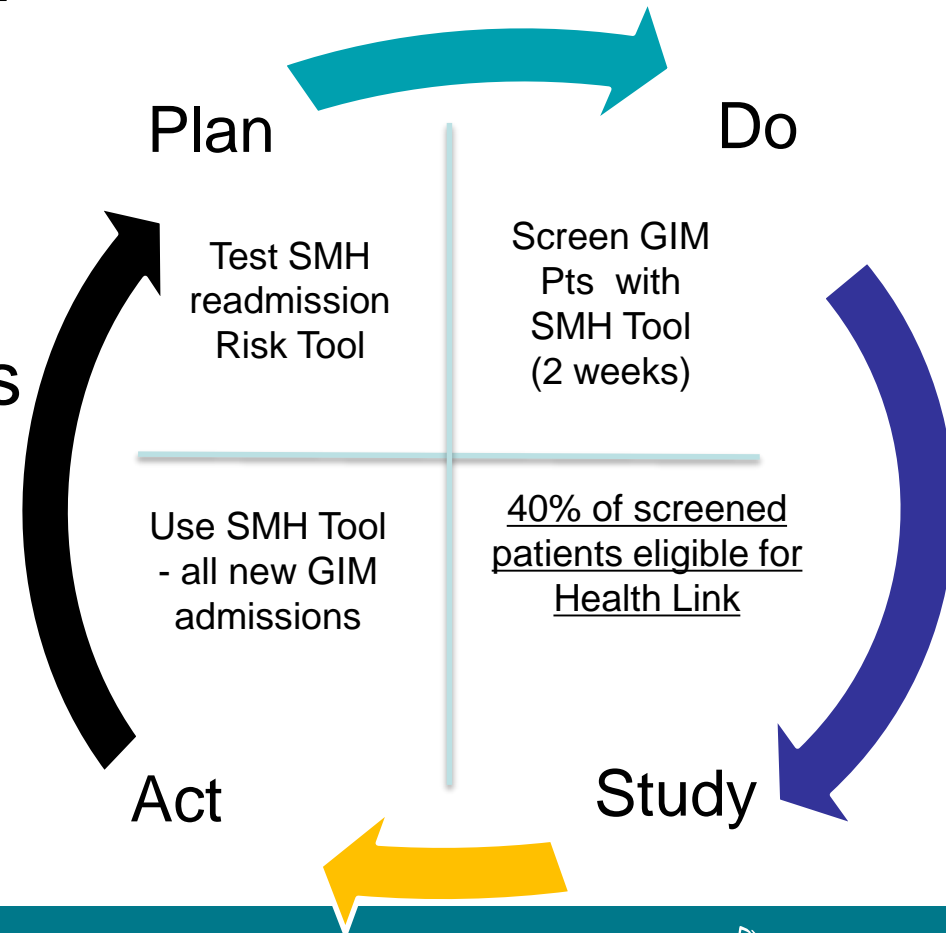 Plan
Do
Test SMH
readmission
Risk Tool
Screen GIM
Pts with
SMH Tool
(2 weeks)
s
Use SMH Tool
- all new GIM
admissions
40% of screened
patients eligible for
Health Link
Act
Study